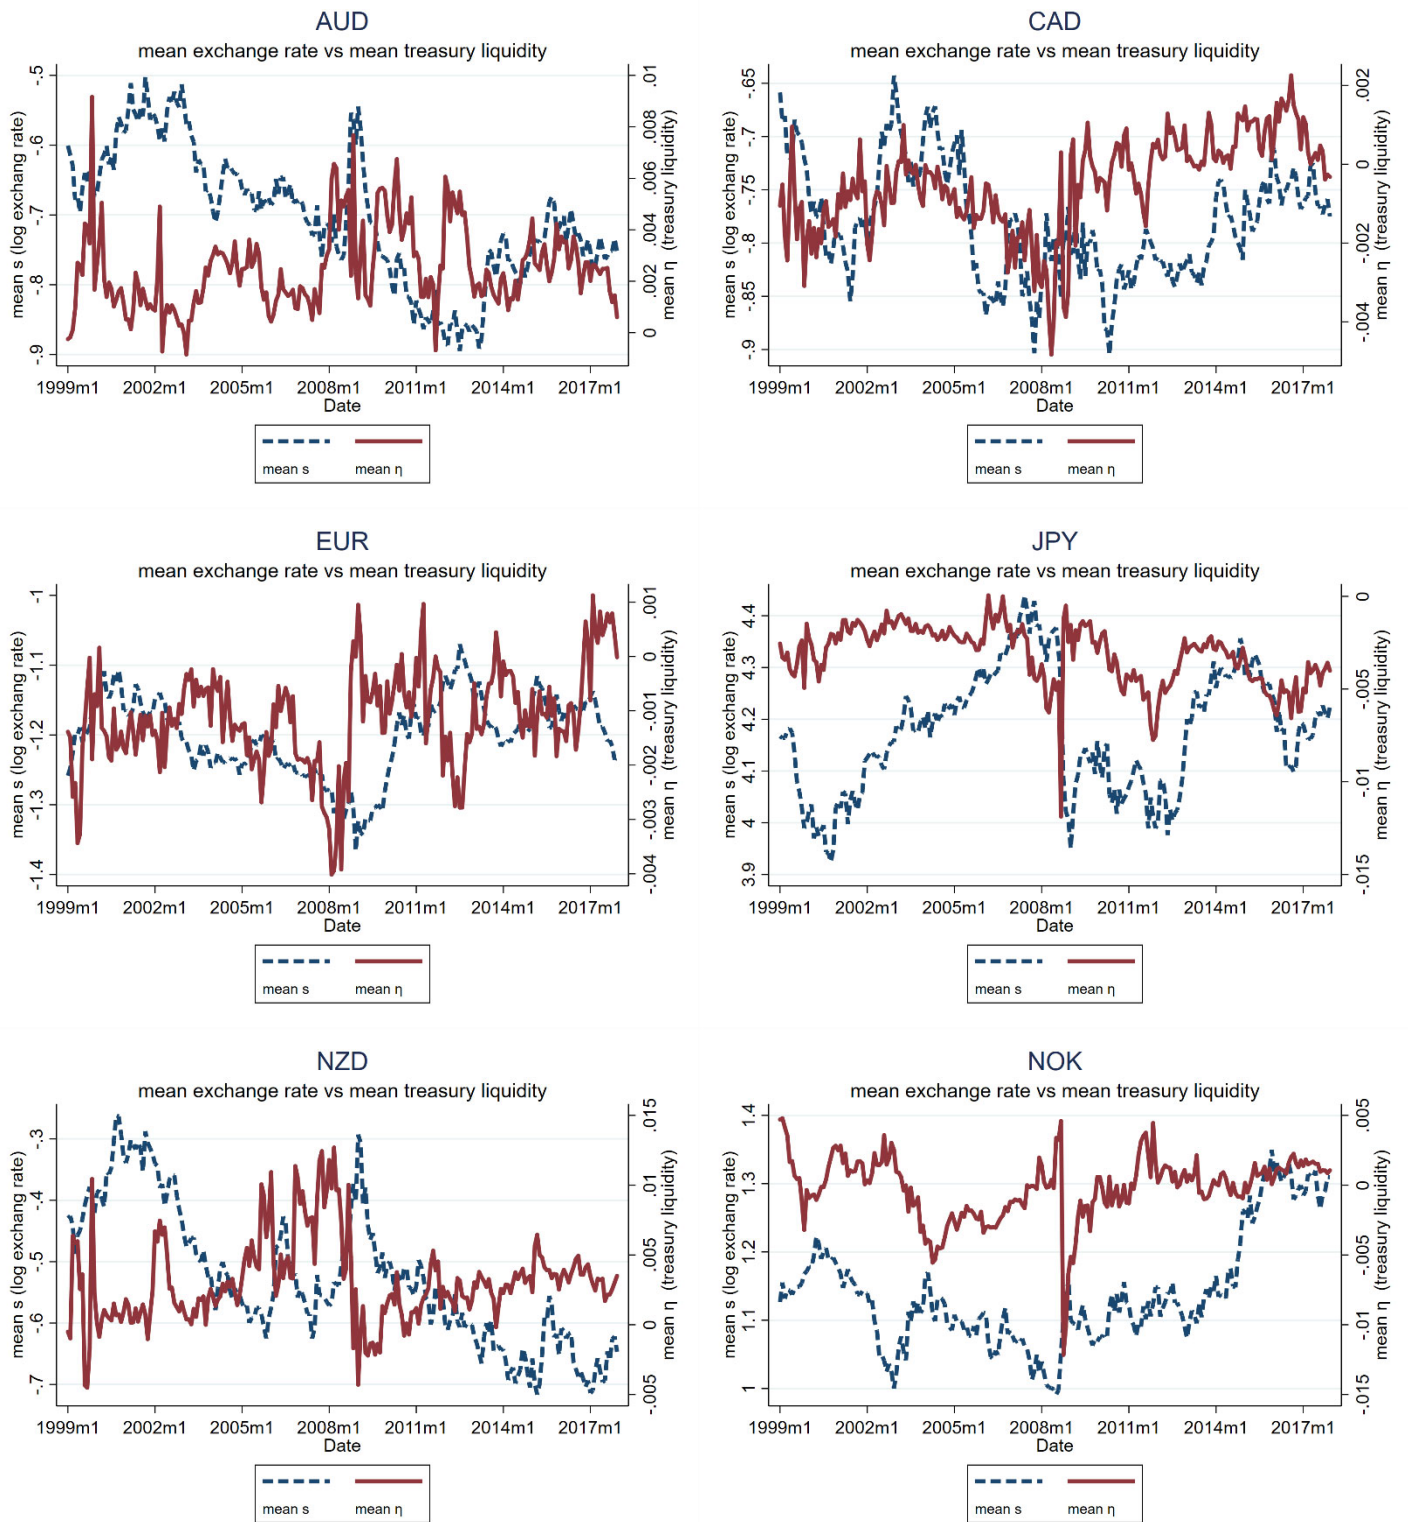 AUD
mean exchange rate vs mean treasury liquidity
mean s (log exchang rate)
-.5
-.6
-.7
-.8
-.9
.01
.008
.006
.004
.002
0
mean η (treasury liquidity)
1999m1 2002m1 2005m1 2008m1 2011m1 2014m1 2017m1
Date
mean s mean η
CAD
mean exchange rate vs mean treasury liquidity
mean s (log exchang rate)
-.65
-.7
-.75
-.8
-.85
-.9
.002
0
-.002
-.004
mean η (treasury liquidity)
1999m1 2002m1 2005m1 2008m1 2011m1 2014m1 2017m1
Date
mean s mean η
EUR
mean exchange rate vs mean treasury liquidity
mean s (log exchang rate)
-1
-1.1
-1.2
-1.3
-1.4
.001
0
-.001
-.002
-.003
-.004
mean η (treasury liquidity)
1999m1 2002m1 2005m1 2008m1 2011m1 2014m1 2017m1
Date
mean s mean η
JPY
mean exchange rate vs mean treasury liquidity
mean s (log exchang rate)
4.4
4.3
4.2
4.1
4
3.9
0
-.005
-.01
-.015
mean η (treasury liquidity)
1999m1 2002m1 2005m1 2008m1 2011m1 2014m1 2017m1
Date
mean s mean η
NZD
mean exchange rate vs mean treasury liquidity
mean s (log exchang rate)
-.3
-.4
-.5
-.6
-.7
.015
.01
.005
0
-.005
mean η (treasury liquidity)
1999m1 2002m1 2005m1 2008m1 2011m1 2014m1 2017m1
Date
mean s mean η
NOK
mean exchange rate vs mean treasury liquidity
mean s (log exchang rate)
1.4
1.3
1.2
1.1
1
.005
0
-.005
-.01
-.015
mean η (treasury liquidity)
1999m1 2002m1 2005m1 2008m1 2011m1 2014m1 2017m1
Date
mean s mean η